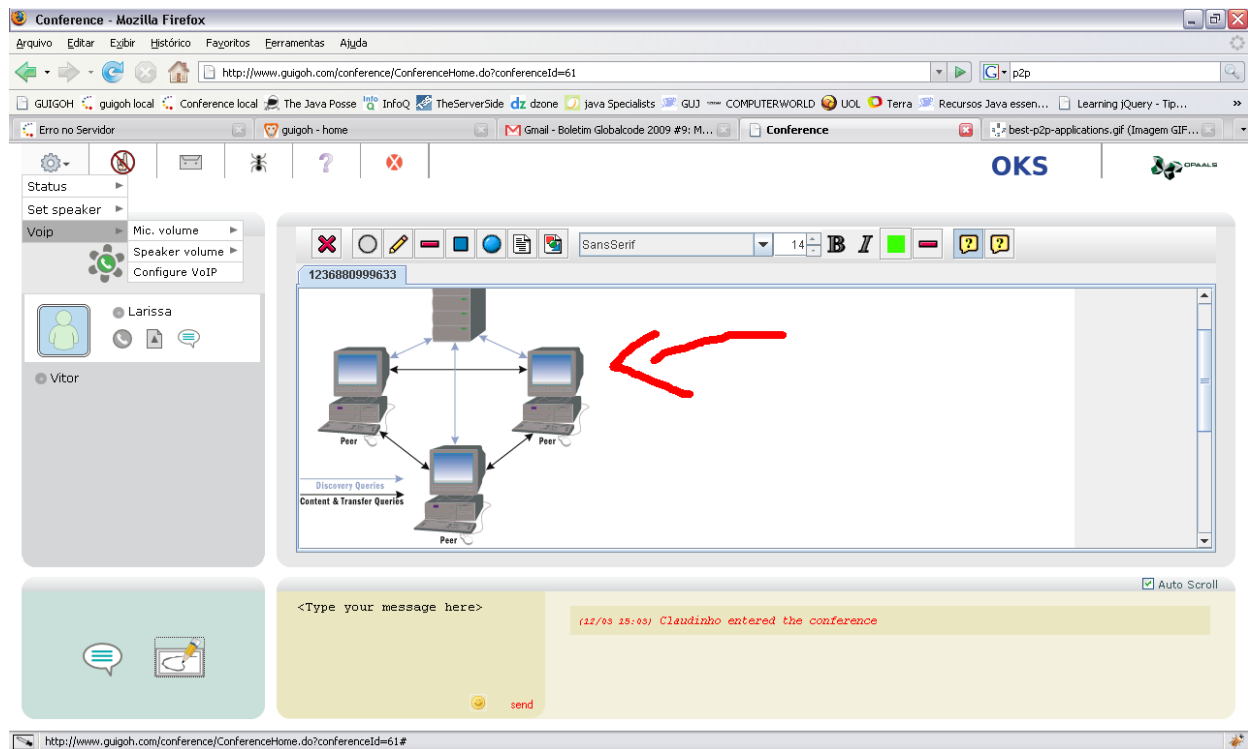 Conference - Mozilla Firefox
Arquivo Editar Exibir Histórico Favoritos Ferramentas Ajuda
http://www.guigoh.com/conference/ConferenceHome.do?conferenceId=61
G p2p
GUIGOH guigoh local Conference local The Java Posse Info InfoQ TheServerSide dz dzone java Specialists GUJ COMPUTERWORLD UOL Terra Recursos Java essen... Learning jQuery - Tip... »
Erro no Servidor guigoh - home Gmail - Boletim Globalcode 2009 #9: M... Conference best-p2p-applications.gif (Imagem GIF...
OKS OPAALS
Status
Set speaker
Voip
Mic. volume
Speaker volume
Configure VoIP
SansSerif 14 B I ? ?
1236880999633
Larissa
Vitor
Peer Peer
Discovery Queries
Content & Transfer Queries
Peer
Auto Scroll
<Type your message here>
(12/03 15:03) Claudinho entered the conference
send
http://www.guigoh.com/conference/ConferenceHome.do?conferenceId=61#